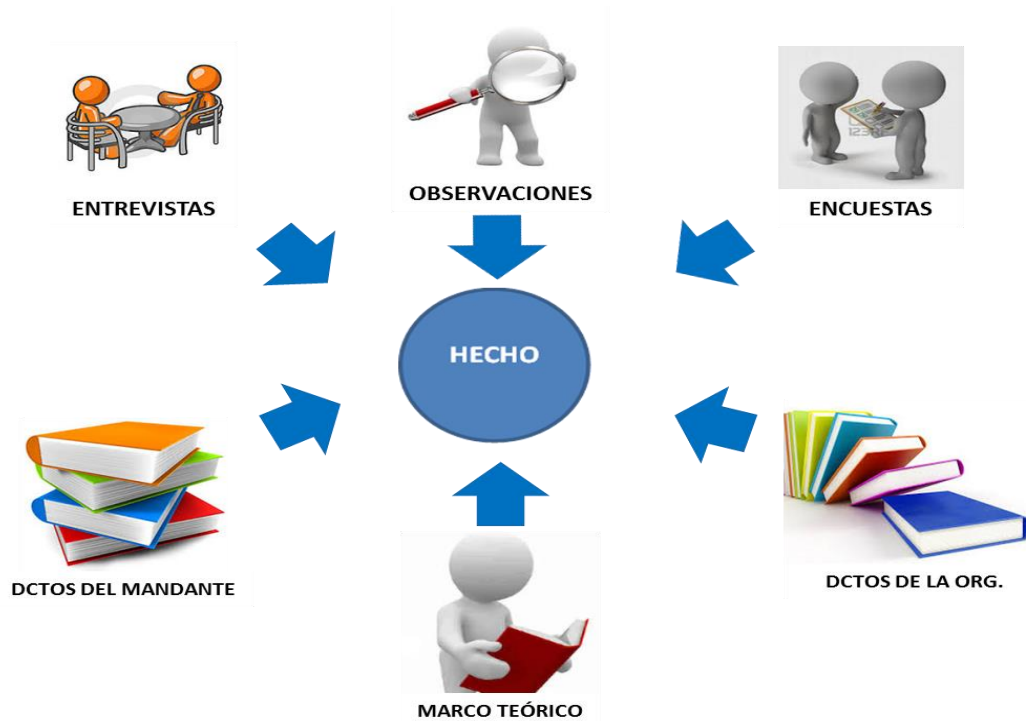 ENTREVISTAS
OBSERVACIONES
ENCUESTAS
HECHO
DCTOS DEL MANDANTE
DCTOS DE LA ORG.
MARCO TEÓRICO